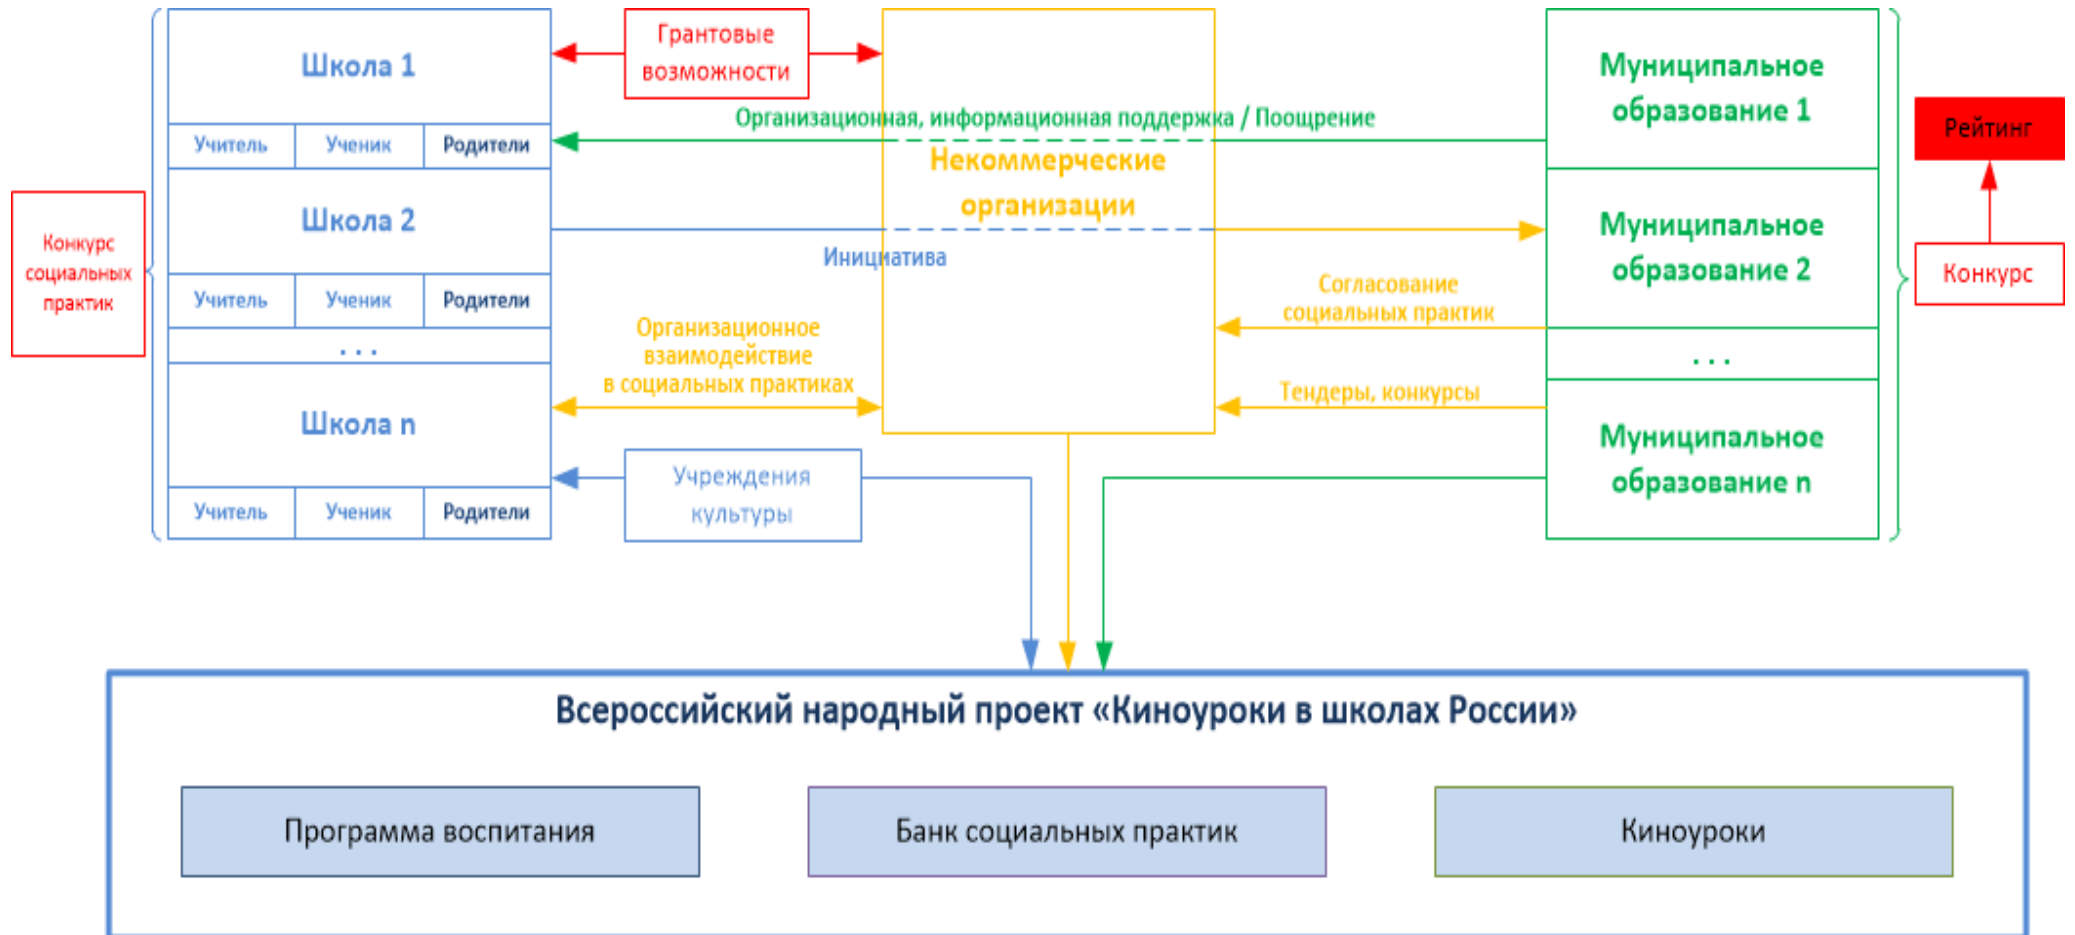 Грантовые
возможности
Школа 1
Муниципальное
образование 1
Организационная, информационная поддержка / Поощрение
Рейтинг
Учитель
Ученик
Родители
Некоммерческие
организации
Школа 2
Муниципальное
образование 2
Инициатива
Конкурс
социальных
практик
Конкурс
Согласование
социальных практик
Учитель
Ученик
Родители
Организационное
взаимодействие
в социальных практиках
. . .
. . .
Тендеры, конкурсы
Школа n
Муниципальное
образование n
Учреждения
культуры
Учитель
Ученик
Родители
Всероссийский народный проект «Киноуроки в школах России»
Программа воспитания
Банк социальных практик
Киноуроки